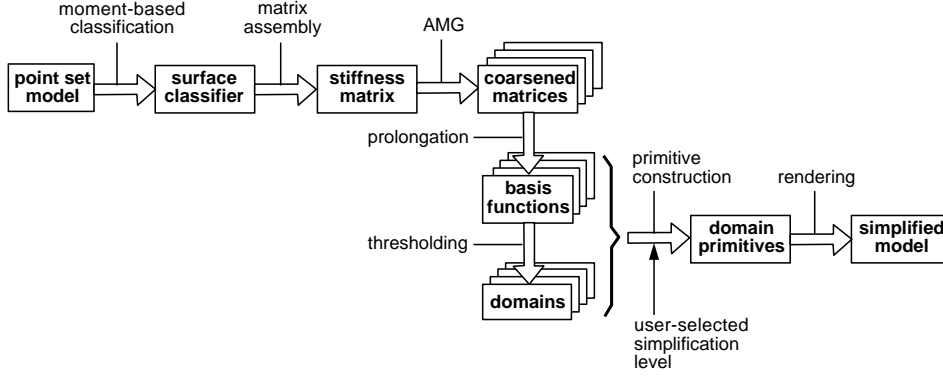 moment-based
classification
matrix
assembly
AMG
point set
model
surface
classifier
stiffness
matrix
coarsened
matrices
prolongation
basis
functions
thresholding
domains
primitive
construction
rendering
domain
primitives
simplified
model
user-selected
simplification
level